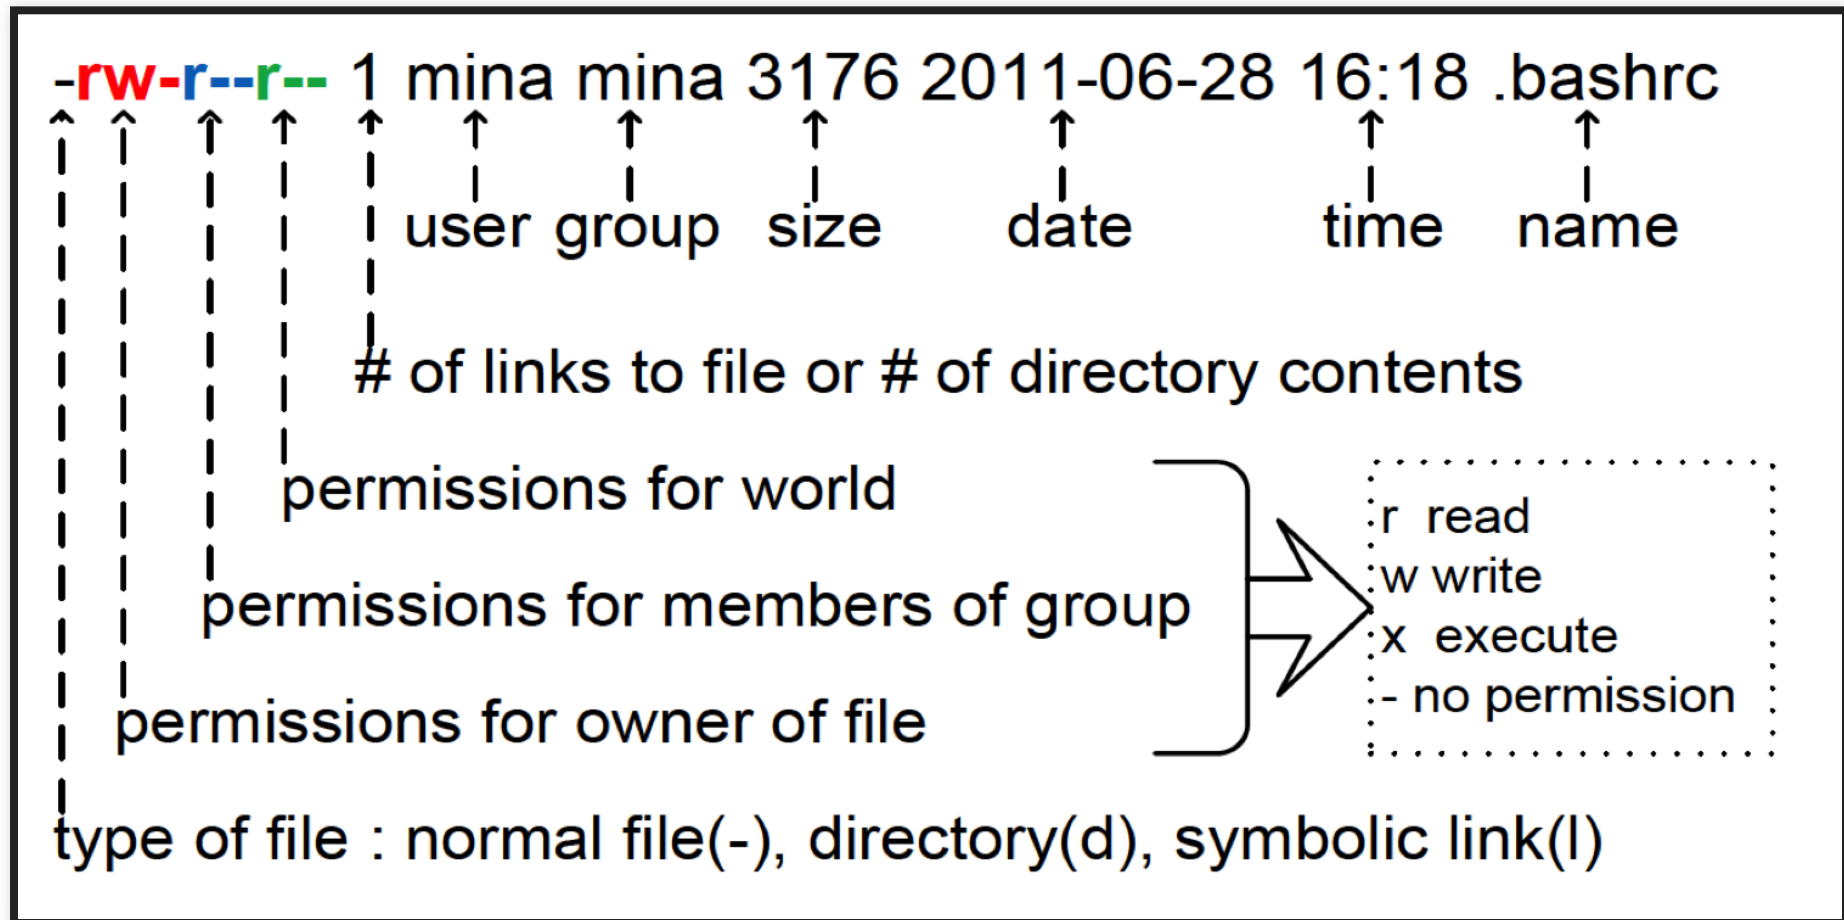 -rw-r--r-- 1 mina mina 3176 2011-06-28 16:18 .bashrc
user group size date time name
# of links to file or # of directory contents
permissions for world
permissions for members of group
permissions for owner of file
r read
w write
x execute
- no permission
type of file : normal file(-), directory(d), symbolic link(l)